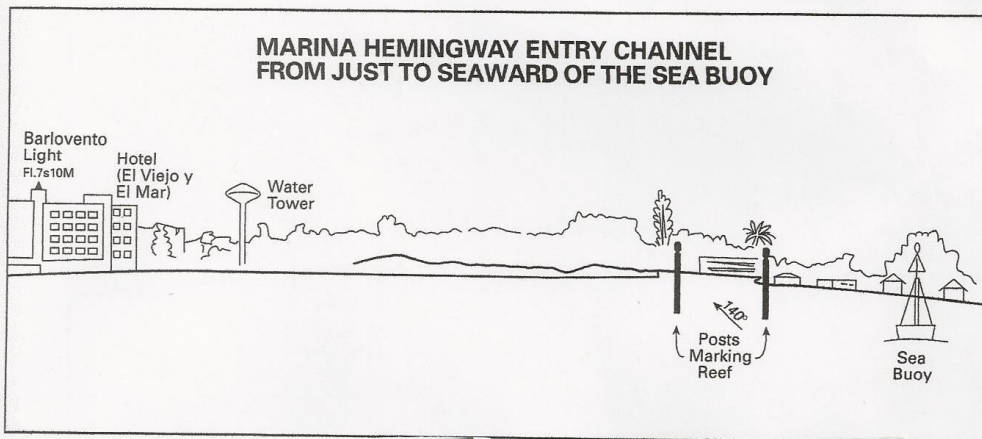 MARINA HEMINGWAY ENTRY CHANNEL
FROM JUST TO SEAWARD OF THE SEA BUOY
Barlovento
Light
Fl.7s10M
Hotel
(El Viejo y
El Mar)
Water
Tower
140°
Posts
Marking
Reef
Sea
Buoy